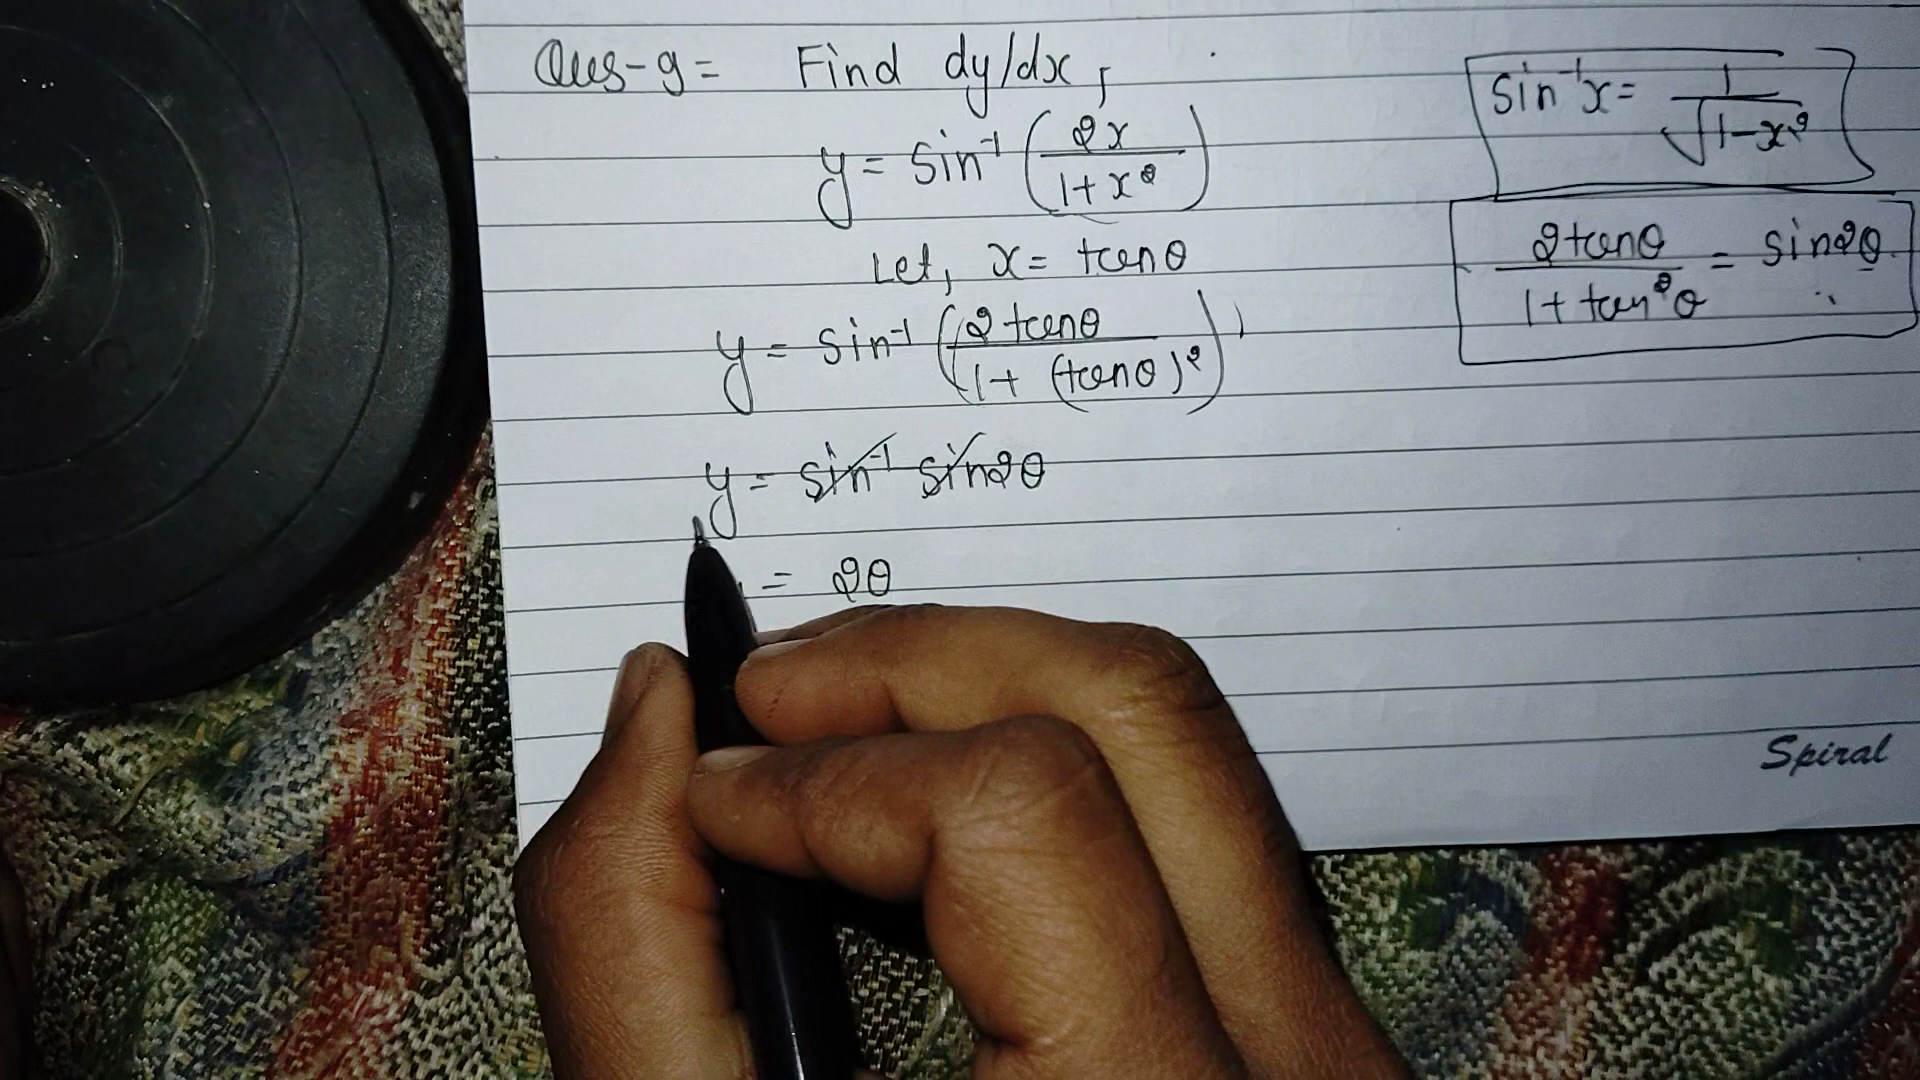 Ques-9= Find dy/dx,
y = sin⁻¹ (2x / 1+x²)
Let, x = tanθ
y = sin⁻¹ (2tanθ / 1+(tanθ)²)
y = sin⁻¹ sin2θ
= 2θ
sin⁻¹x = 1 / √1-x²
2tanθ / 1+tan²θ = sin2θ
Spiral